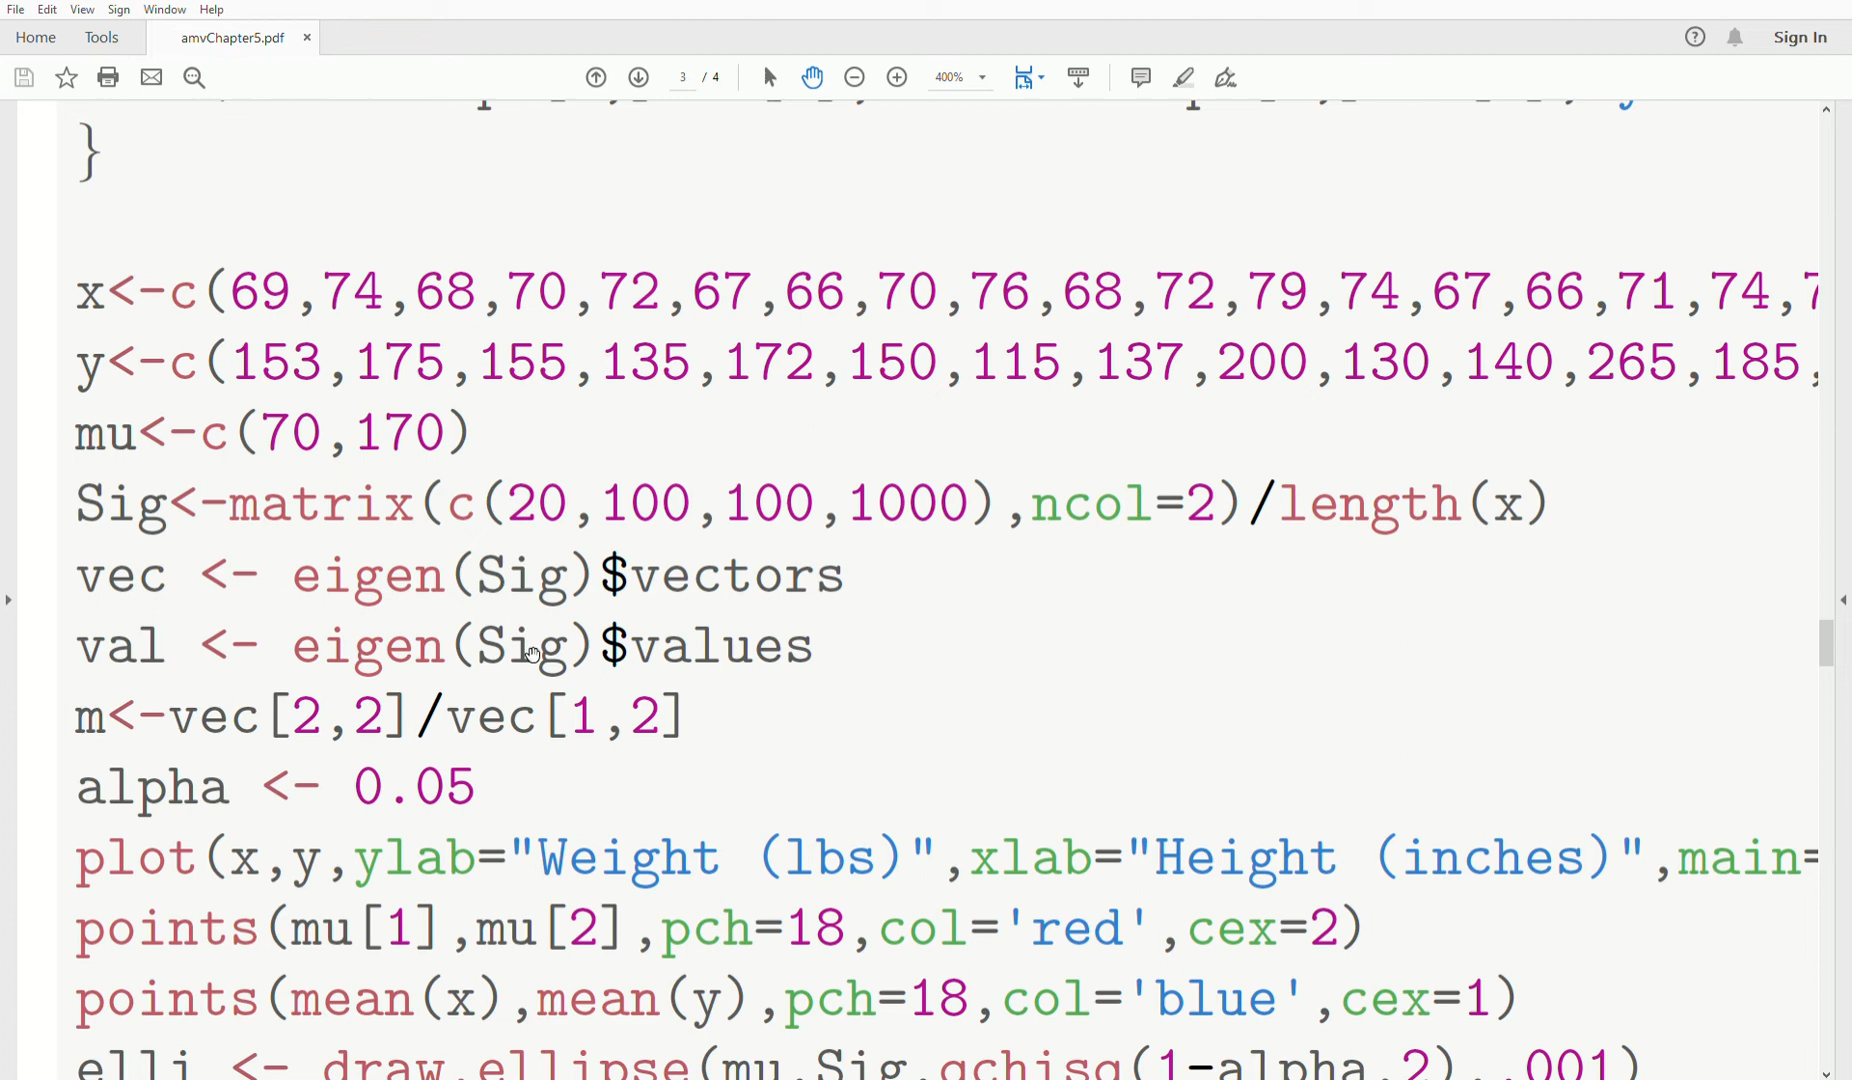 File Edit View Sign Window Help
Home Tools amvChapter5.pdf × Sign In
3 / 4 400%
}
x<-c(69,74,68,70,72,67,66,70,76,68,72,79,74,67,66,71,74,7
y<-c(153,175,155,135,172,150,115,137,200,130,140,265,185,
mu<-c(70,170)
Sig<-matrix(c(20,100,100,1000),ncol=2)/length(x)
vec <- eigen(Sig)$vectors
val <- eigen(Sig)$values
m<-vec[2,2]/vec[1,2]
alpha <- 0.05
plot(x,y,ylab="Weight (lbs)",xlab="Height (inches)",main=
points(mu[1],mu[2],pch=18,col='red',cex=2)
points(mean(x),mean(y),pch=18,col='blue',cex=1)
elli <- draw.ellipse(mu,Sig,qchisq(1-alpha,2),.001)